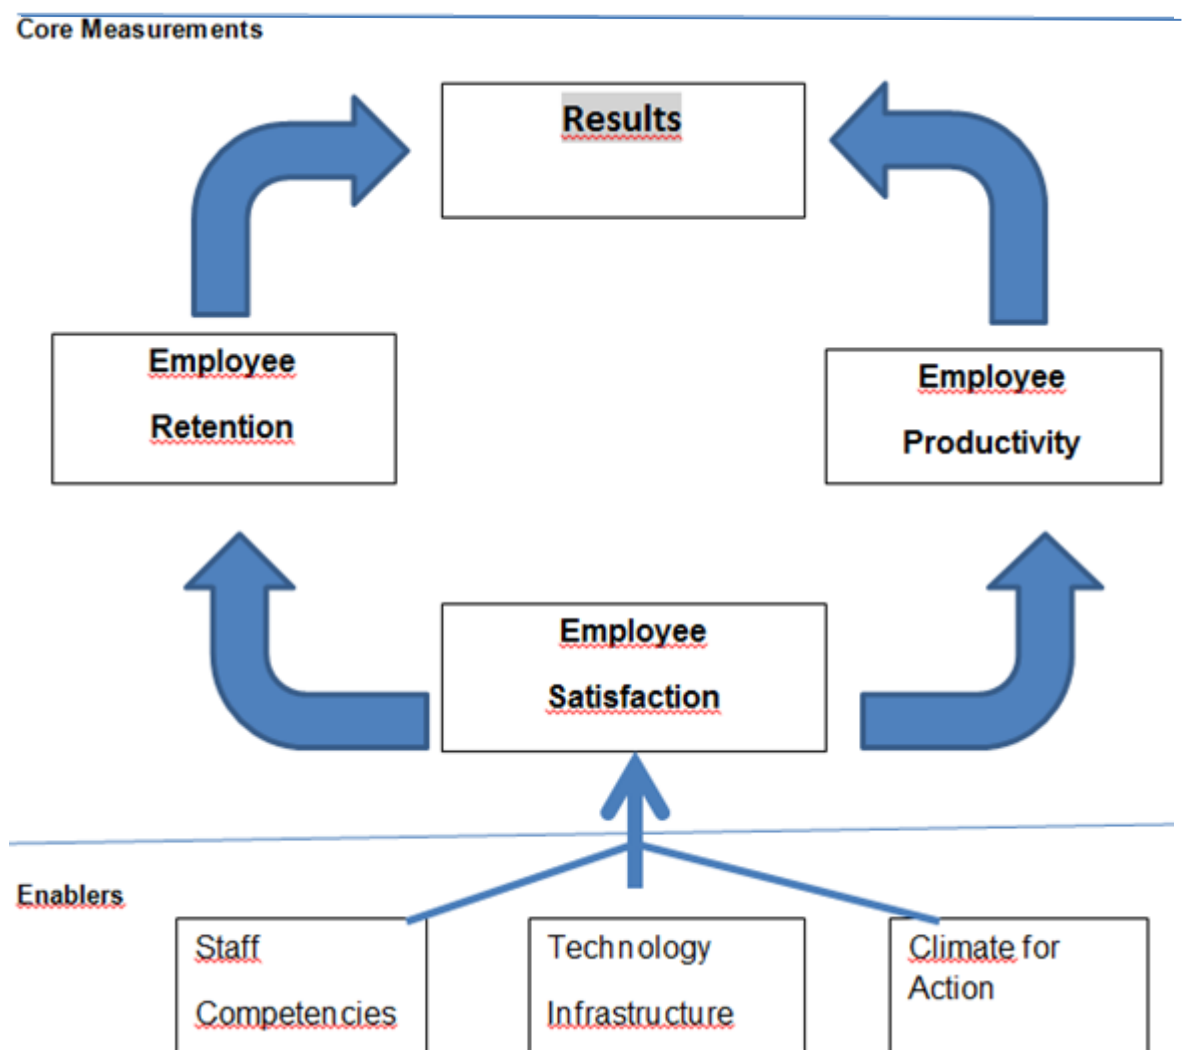 Core Measurements
Results
Employee
Retention
Employee
Productivity
Employee
Satisfaction
Enablers
Staff
Competencies
Technology
Infrastructure
Climate for
Action